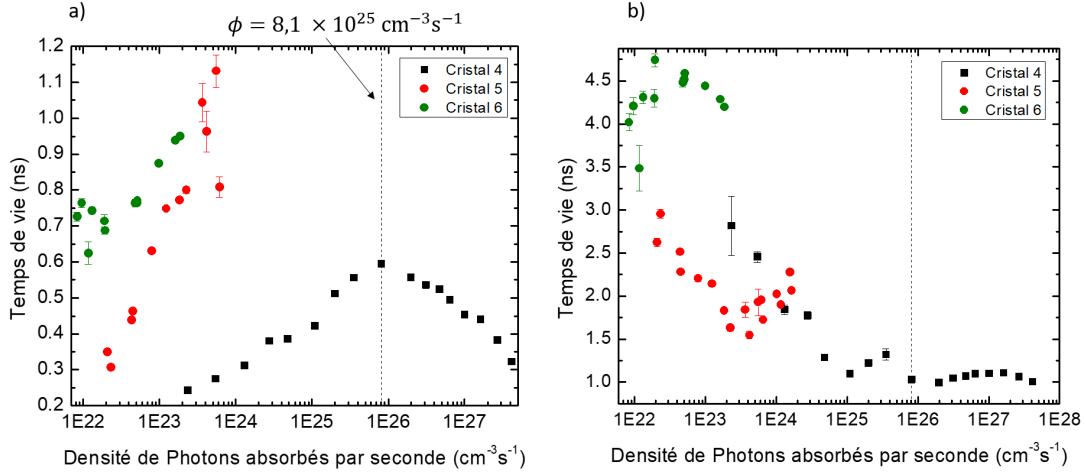 a)
ϕ = 8,1 × 10²⁵ cm⁻³s⁻¹
1.2
1.1
1.0
0.9
0.8
0.7
0.6
0.5
0.4
0.3
0.2
Temps de vie (ns)
Cristal 4
Cristal 5
Cristal 6
1E22 1E23 1E24 1E25 1E26 1E27
Densité de Photons absorbés par seconde (cm⁻³s⁻¹)
b)
4.5
4.0
3.5
3.0
2.5
2.0
1.5
1.0
Temps de vie (ns)
Cristal 4
Cristal 5
Cristal 6
1E22 1E23 1E24 1E25 1E26 1E27 1E28
Densité de Photons absorbés par seconde (cm⁻³s⁻¹)